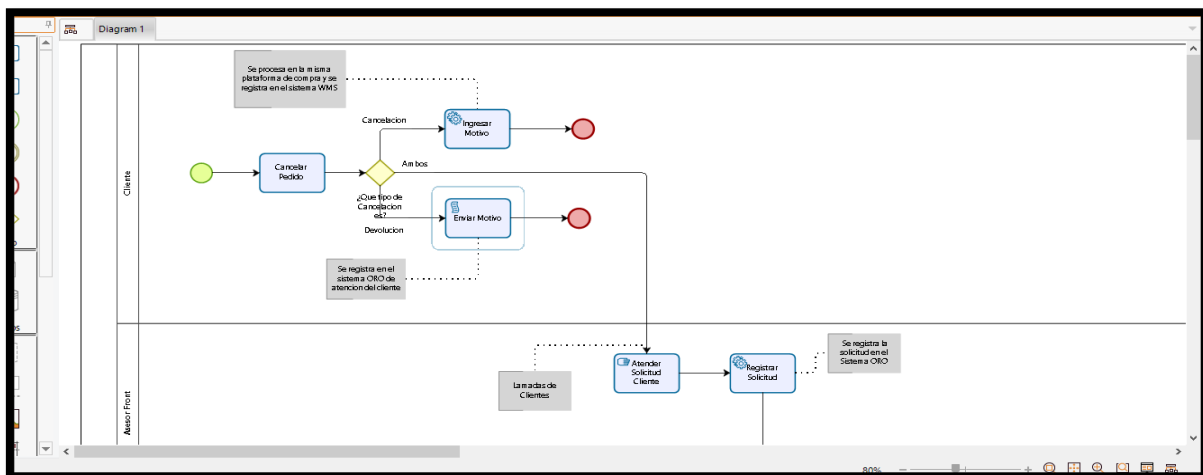 Diagram 1
Se procesa en la misma
plataforma de compra y se
registra en el sistema WMS
Cancelacion
Ingresar
Motivo
Ambos
Cancelar
Pedido
Cliente
¿Que tipo de
Cancelacion
es?
Enviar Motivo
Devolucion
Se registra en el
sistema ORO de
atencion del cliente
Se registra la
solicitud en el
Sistema ORO
Atender
Solicitud
Cliente
Registrar
Solicitud
Lamadas de
Clientes
Asesor Front
80%